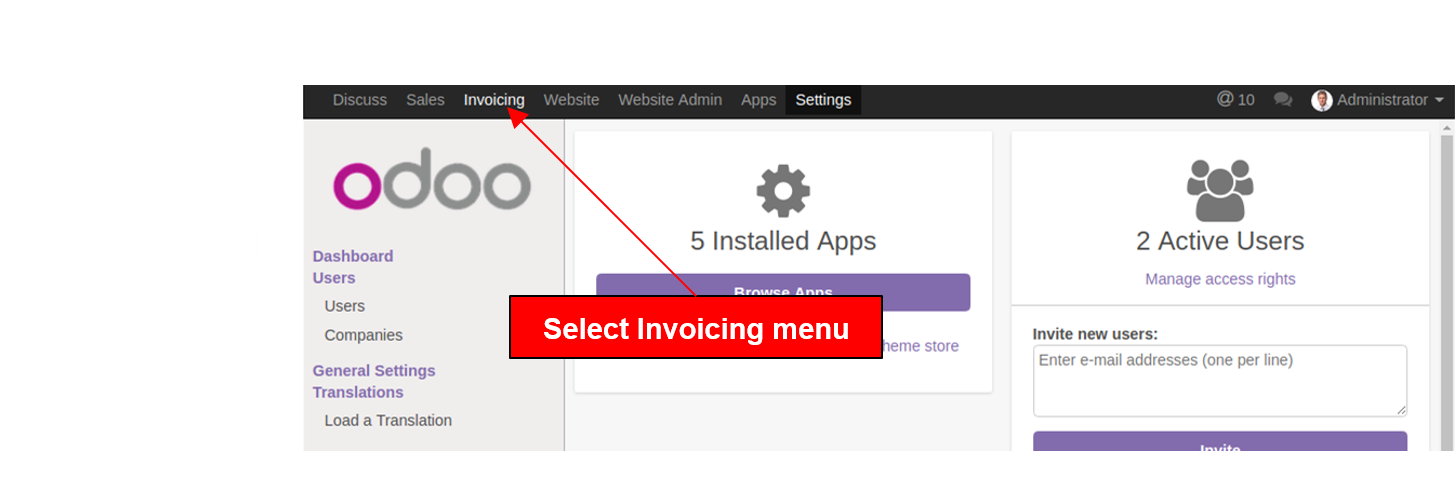 Discuss Sales Invoicing Website Website Admin Apps Settings @ 10 Administrator
odoo
Dashboard
Users
Users
Companies
General Settings
Translations
Load a Translation
5 Installed Apps
Browse Apps
Select Invoicing menu
heme store
2 Active Users
Manage access rights
Invite new users:
Enter e-mail addresses (one per line)
Invite